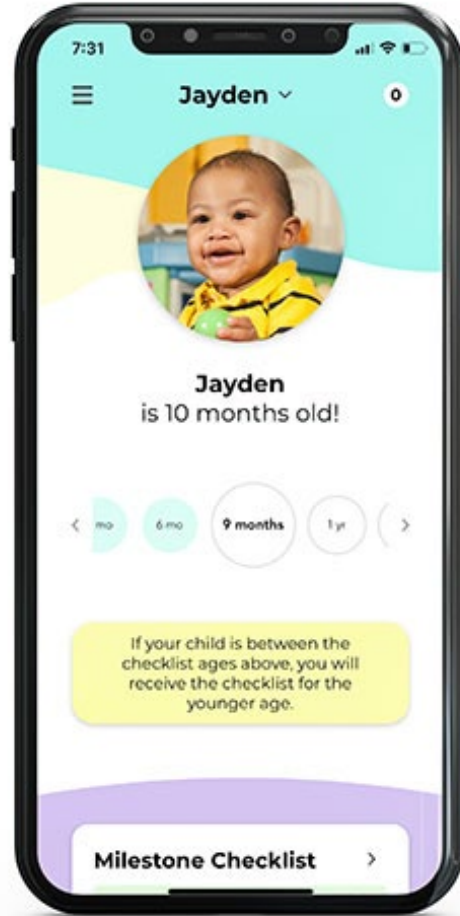 7:31
Jayden
0
Jayden
is 10 months old!
mo
6 mo
9 months
1 yr
If your child is between the
checklist ages above, you will
receive the checklist for the
younger age.
Milestone Checklist